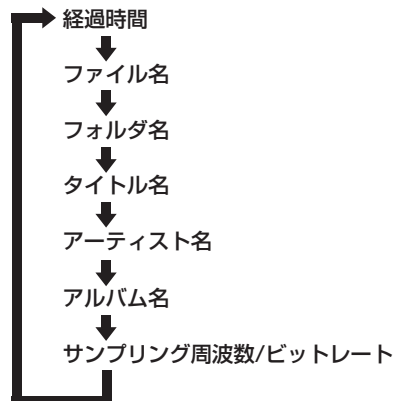 経過時間
ファイル名
フォルダ名
タイトル名
アーティスト名
アルバム名
サンプリング周波数/ビットレート